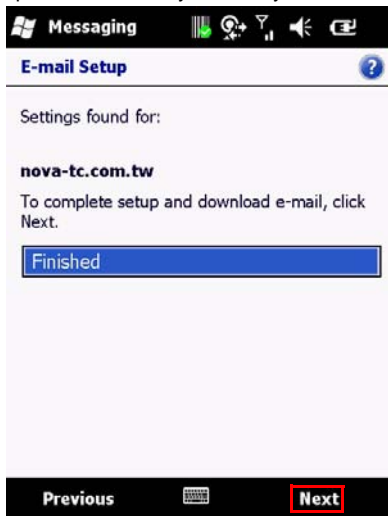 Messaging
E-mail Setup
?
Settings found for:
nova-tc.com.tw
To complete setup and download e-mail, click
Next.
Finished
Previous
Next